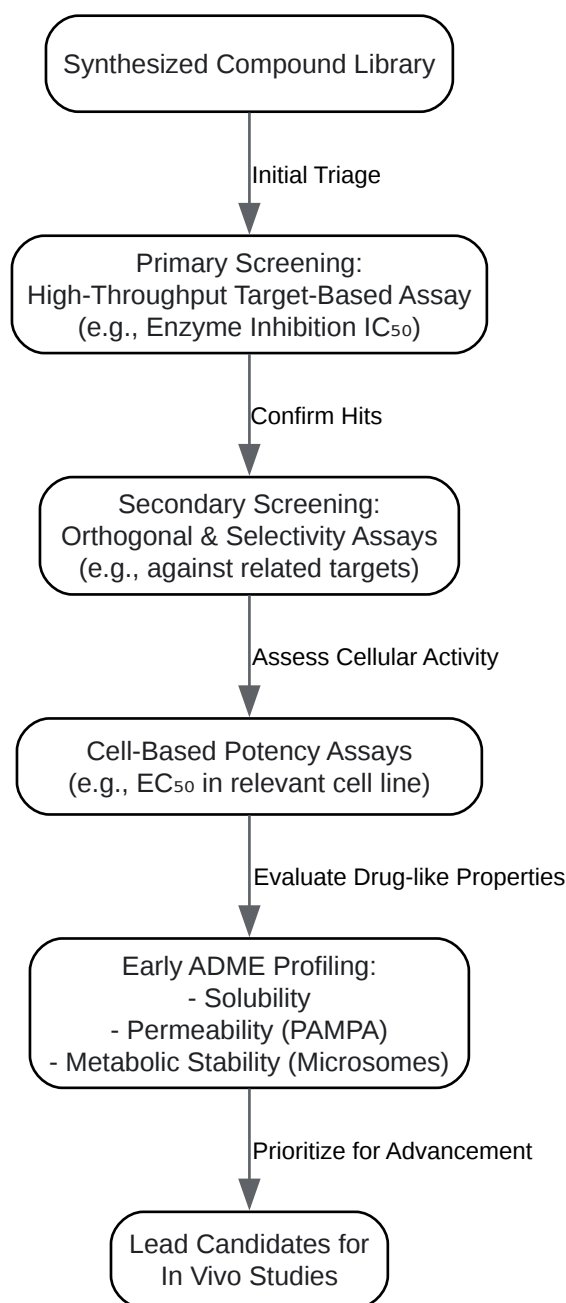 Synthesized Compound Library
Initial Triage
Primary Screening:
High-Throughput Target-Based Assay
(e.g., Enzyme Inhibition IC₅₀)
Confirm Hits
Secondary Screening:
Orthogonal & Selectivity Assays
(e.g., against related targets)
Assess Cellular Activity
Cell-Based Potency Assays
(e.g., EC₅₀ in relevant cell line)
Evaluate Drug-like Properties
Early ADME Profiling:
- Solubility
- Permeability (PAMPA)
- Metabolic Stability (Microsomes)
Prioritize for Advancement
Lead Candidates for
In Vivo Studies